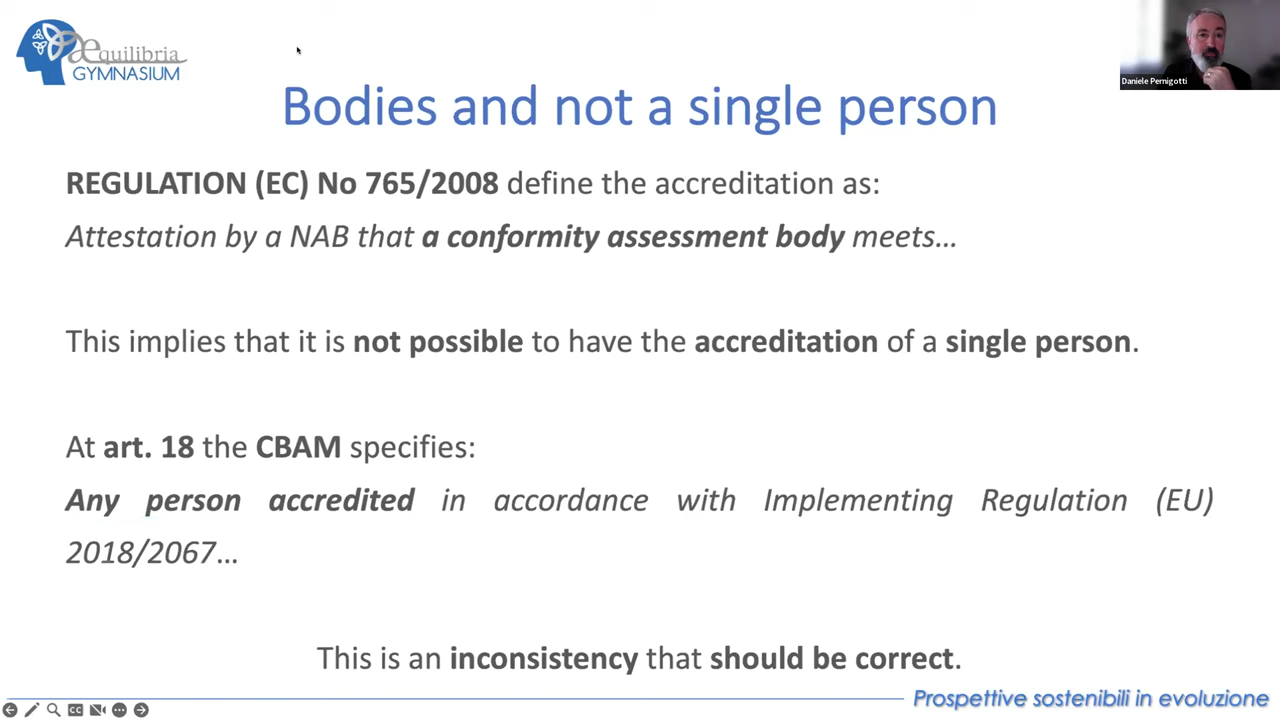 æquilibria
GYMNASIUM
Daniele Pernigotti
Bodies and not a single person
REGULATION (EC) No 765/2008 define the accreditation as:
Attestation by a NAB that a conformity assessment body meets…
This implies that it is not possible to have the accreditation of a single person.
At art. 18 the CBAM specifies:
Any person accredited in accordance with Implementing Regulation (EU)
2018/2067…
This is an inconsistency that should be correct.
Prospettive sostenibili in evoluzione